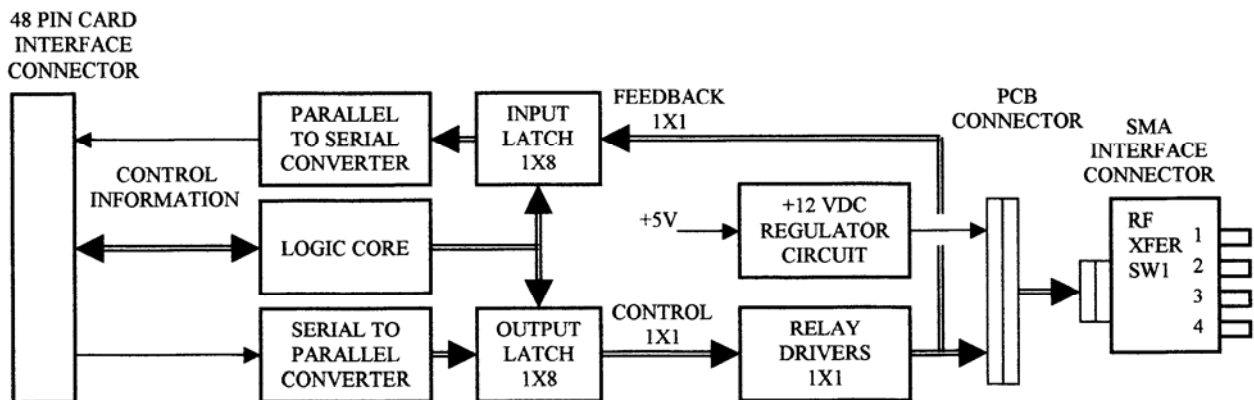 48 PIN CARD
INTERFACE
CONNECTOR
PARALLEL
TO SERIAL
CONVERTER
INPUT
LATCH
1X8
FEEDBACK
1X1
PCB
CONNECTOR
SMA
INTERFACE
CONNECTOR
CONTROL
INFORMATION
LOGIC CORE
+5V
+12 VDC
REGULATOR
CIRCUIT
RF
XFER
SW1
1
2
3
4
SERIAL TO
PARALLEL
CONVERTER
OUTPUT
LATCH
1X8
CONTROL
1X1
RELAY
DRIVERS
1X1